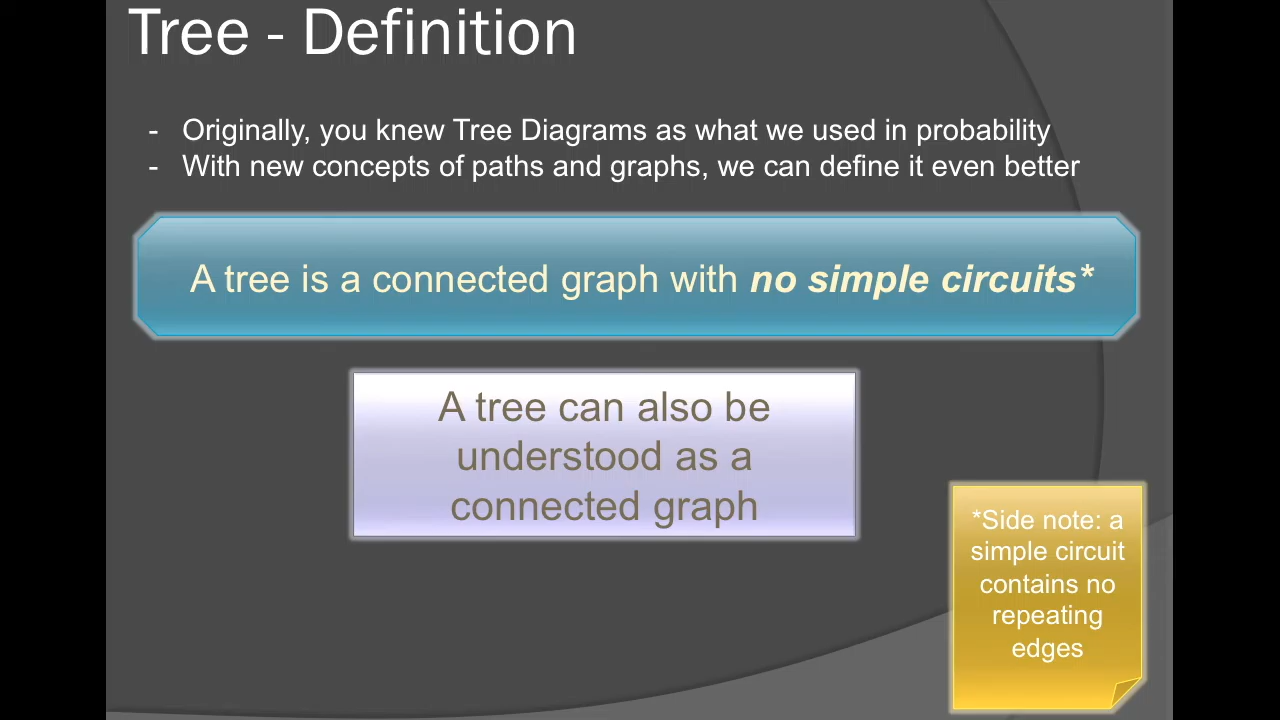 Tree - Definition
- Originally, you knew Tree Diagrams as what we used in probability
- With new concepts of paths and graphs, we can define it even better
A tree is a connected graph with no simple circuits*
A tree can also be
understood as a
connected graph
*Side note: a
simple circuit
contains no
repeating
edges